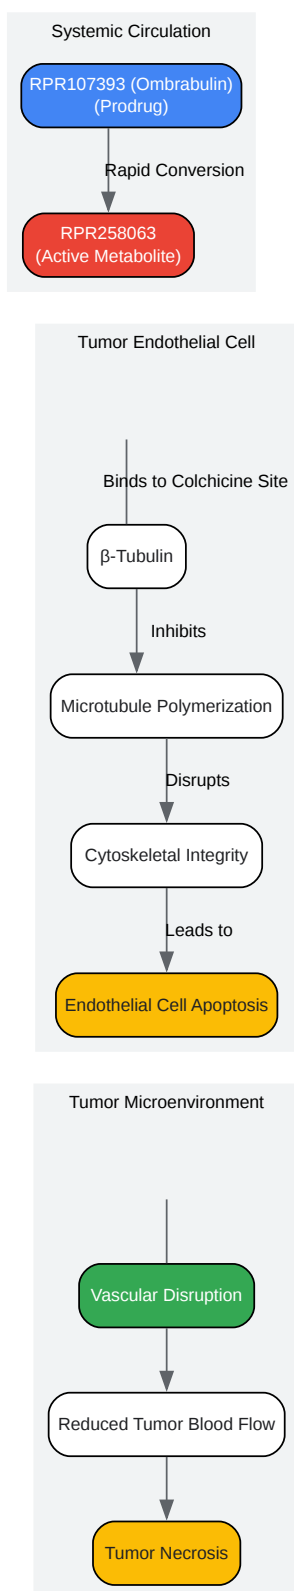 Systemic Circulation
RPR107393 (Ombrabulin)
(Prodrug)
Rapid Conversion
RPR258063
(Active Metabolite)
Tumor Endothelial Cell
Binds to Colchicine Site
β-Tubulin
Inhibits
Microtubule Polymerization
Disrupts
Cytoskeletal Integrity
Leads to
Endothelial Cell Apoptosis
Tumor Microenvironment
Vascular Disruption
Reduced Tumor Blood Flow
Tumor Necrosis